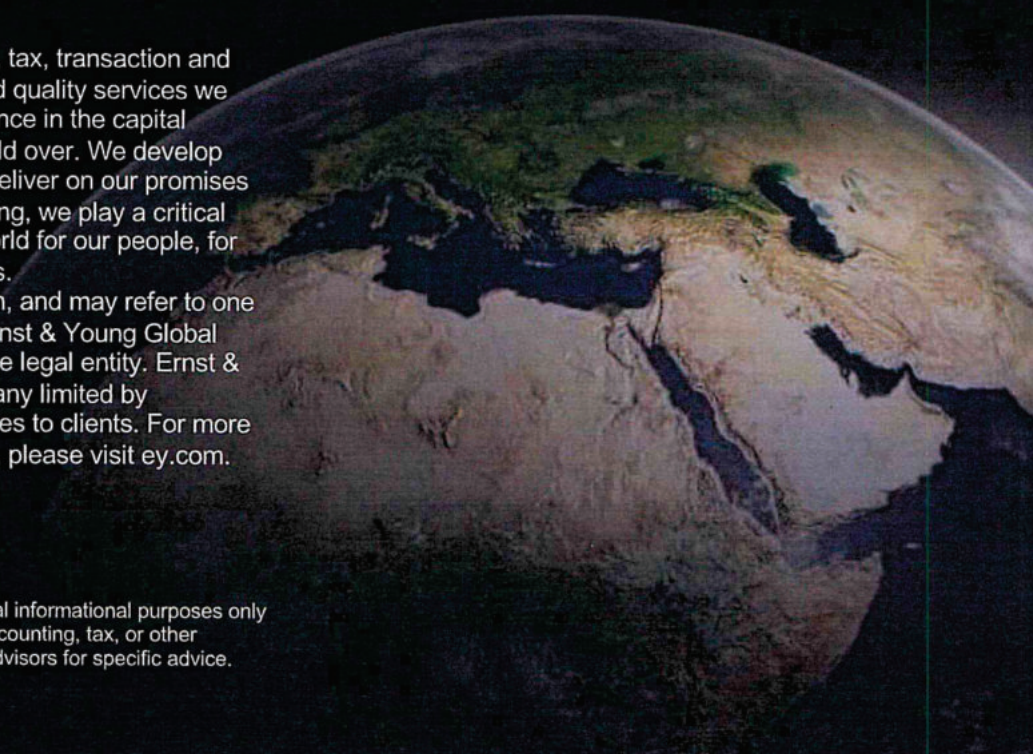 tax, transaction and
d quality services we
nce in the capital
ld over. We develop
eliver on our promises
ng, we play a critical
rld for our people, for
s.
n, and may refer to one
nst & Young Global
e legal entity. Ernst &
any limited by
es to clients. For more
please visit ey.com.
al informational purposes only
counting, tax, or other
dvisors for specific advice.